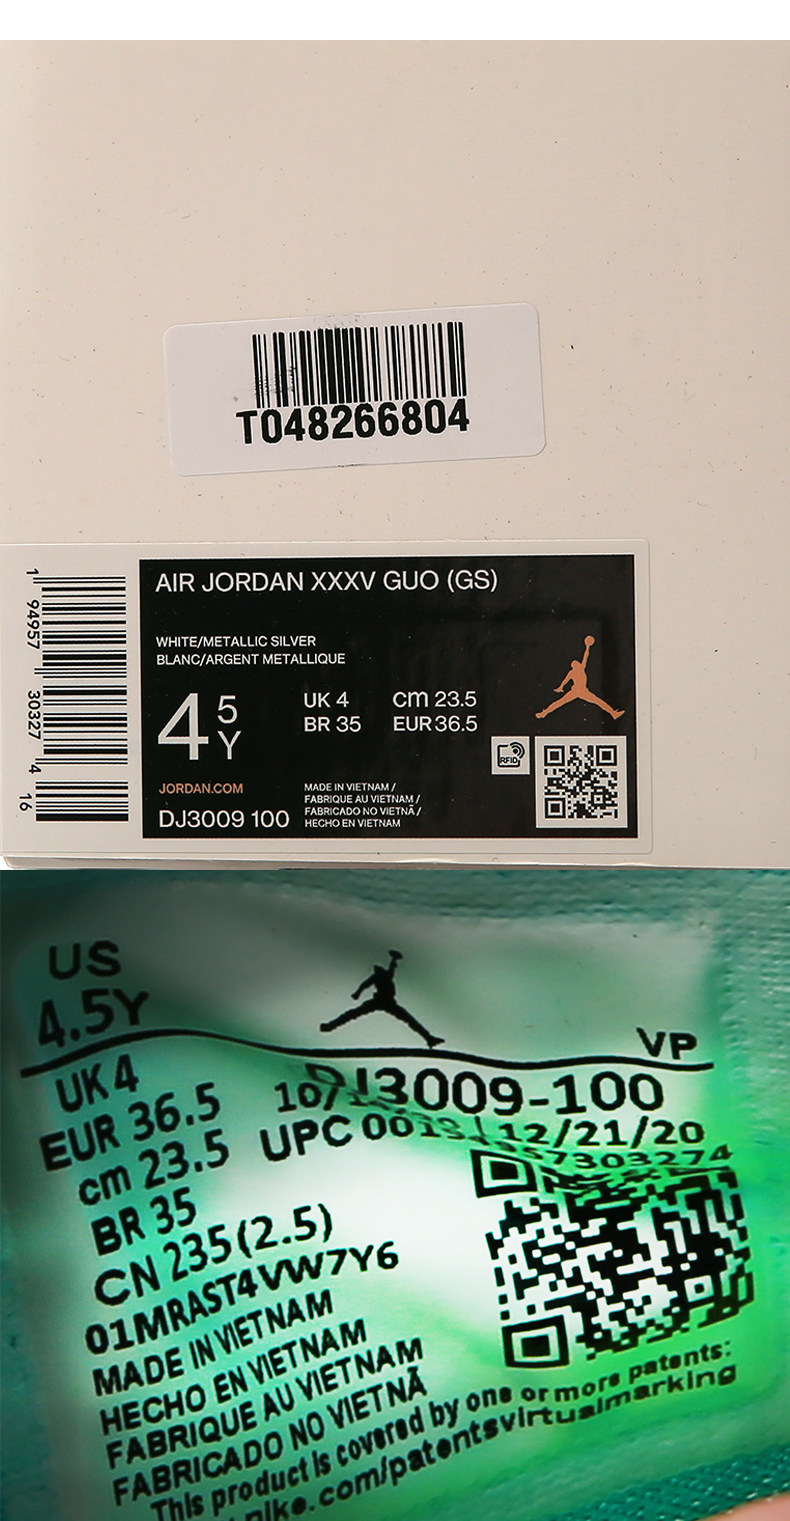 T048266804
1 94957 30327 4 16
AIR JORDAN XXXV GUO (GS)
WHITE/METALLIC SILVER
BLANC/ARGENT METALLIQUE
4 5Y
UK 4 cm 23.5
BR 35 EUR 36.5
RFID
JORDAN.COM
DJ3009 100
MADE IN VIETNAM /
FABRIQUE AU VIETNAM /
FABRICADO NO VIETNÃ /
HECHO EN VIETNAM
US
4.5Y
VP
UK 4
EUR 36.5
cm 23.5
BR 35
CN 235(2.5)
DJ3009-100
10/ 12/21/20
UPC 57303274
01MRAST4VW7Y6
MADE IN VIETNAM
HECHO EN VIETNAM
FABRIQUE AU VIETNAM
FABRICADO NO VIETNÃ
This product is covered by one or more patents:
nike.com/patentsvirtualmarking